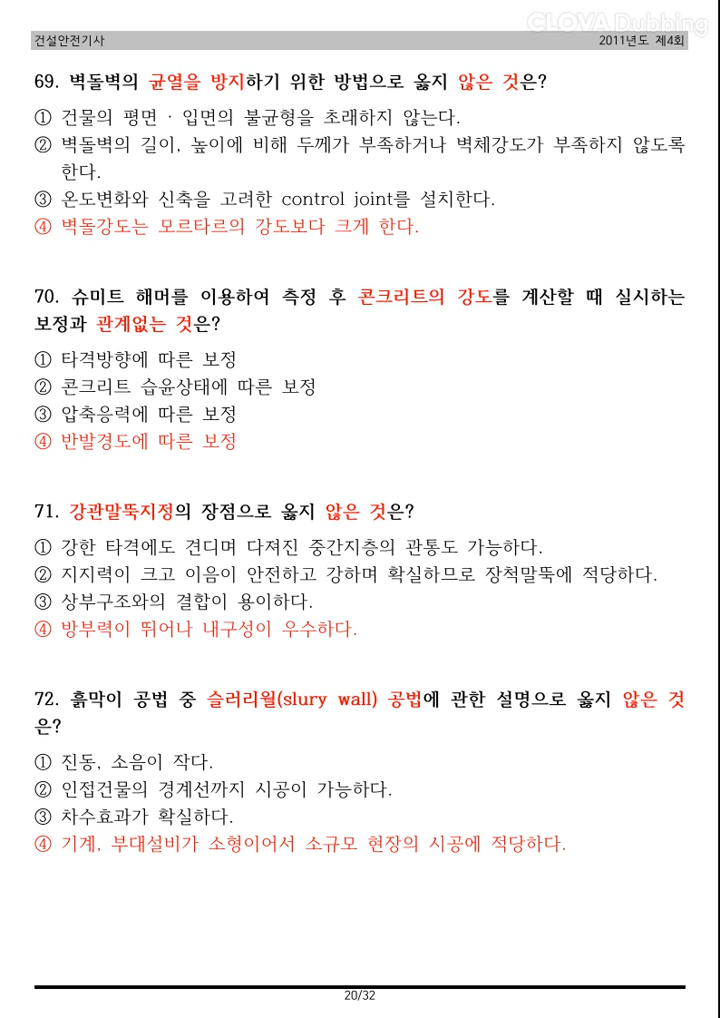 CLOVA Dubbing
건설안전기사 2011년도 제4회
69. 벽돌벽의 균열을 방지하기 위한 방법으로 옳지 않은 것은?
① 건물의 평면 · 입면의 불균형을 초래하지 않는다.
② 벽돌벽의 길이, 높이에 비해 두께가 부족하거나 벽체강도가 부족하지 않도록
한다.
③ 온도변화와 신축을 고려한 control joint를 설치한다.
④ 벽돌강도는 모르타르의 강도보다 크게 한다.
70. 슈미트 해머를 이용하여 측정 후 콘크리트의 강도를 계산할 때 실시하는
보정과 관계없는 것은?
① 타격방향에 따른 보정
② 콘크리트 습윤상태에 따른 보정
③ 압축응력에 따른 보정
④ 반발경도에 따른 보정
71. 강관말뚝지정의 장점으로 옳지 않은 것은?
① 강한 타격에도 견디며 다져진 중간지층의 관통도 가능하다.
② 지지력이 크고 이음이 안전하고 강하며 확실하므로 장척말뚝에 적당하다.
③ 상부구조와의 결합이 용이하다.
④ 방부력이 뛰어나 내구성이 우수하다.
72. 흙막이 공법 중 슬러리월(slury wall) 공법에 관한 설명으로 옳지 않은 것
은?
① 진동, 소음이 작다.
② 인접건물의 경계선까지 시공이 가능하다.
③ 차수효과가 확실하다.
④ 기계, 부대설비가 소형이어서 소규모 현장의 시공에 적당하다.
20/32